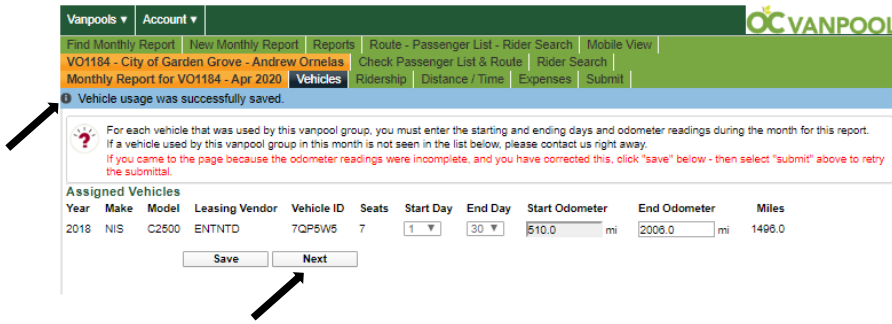 Vanpools ▼ Account ▼
OC VANPOOL
Find Monthly Report New Monthly Report Reports Route - Passenger List - Rider Search Mobile View
VO1184 - City of Garden Grove - Andrew Ornelas Check Passenger List & Route Rider Search
Monthly Report for VO1184 - Apr 2020 Vehicles Ridership Distance / Time Expenses Submit
Vehicle usage was successfully saved.
For each vehicle that was used by this vanpool group, you must enter the starting and ending days and odometer readings during the month for this report.
If a vehicle used by this vanpool group in this month is not seen in the list below, please contact us right away.
If you came to the page because the odometer readings were incomplete, and you have corrected this, click "save" below - then select "submit" above to retry
the submittal.
Assigned Vehicles
Year Make Model Leasing Vendor Vehicle ID Seats Start Day End Day Start Odometer End Odometer Miles
2018 NIS C2500 ENTNTD 7QP5W5 7 1 ▼ 30 ▼ 510.0 mi 2006.0 mi 1496.0
Save Next